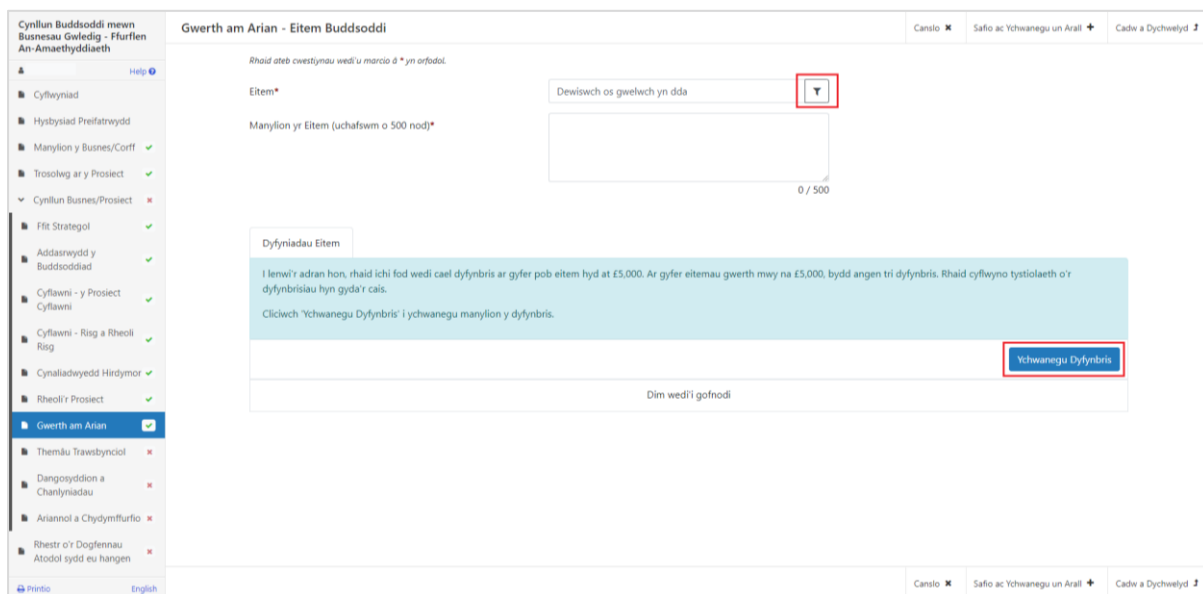 Cynllun Buddsoddi mewn
Busnesau Gwledig - Ffurflen
An-Amaethyddiaeth
Help
Cyflwyniad
Hysbysiad Preifatrwydd
Manylion y Busnes/Corff
Trosolwg ar y Prosiect
Cynllun Busnes/Prosiect
Ffit Strategol
Addasrwydd y
Buddsoddiad
Cyflawni - y Prosiect
Cyflawni
Cyflawni - Risg a Rheoli
Risg
Cynaliadwyedd Hirdymor
Rheoli'r Prosiect
Gwerth am Arian
Themâu Trawsbynciol
Dangosyddion a
Chanlyniadau
Ariannol a Chydymffurfio
Rhestr o'r Dogfennau
Atodol sydd eu hangen
Printio English
Gwerth am Arian - Eitem Buddsoddi
Canslo Safio ac Ychwanegu un Arall Cadw a Dychwelyd
Rhaid ateb cwestiynau wedi'u marcio â * yn orfodol.
Eitem*
Dewiswch os gwelwch yn dda
Manylion yr Eitem (uchafswm o 500 nod)*
0 / 500
Dyfyniadau Eitem
I lenwi'r adran hon, rhaid ichi fod wedi cael dyfynbris ar gyfer pob eitem hyd at £5,000. Ar gyfer eitemau gwerth mwy na £5,000, bydd angen tri dyfynbris. Rhaid cyflwyno tystiolaeth o'r
dyfynbrisiau hyn gyda'r cais.
Cliciwch 'Ychwanegu Dyfynbris' i ychwanegu manylion y dyfynbris.
Ychwanegu Dyfynbris
Dim wedi'i gofnodi
Canslo Safio ac Ychwanegu un Arall Cadw a Dychwelyd